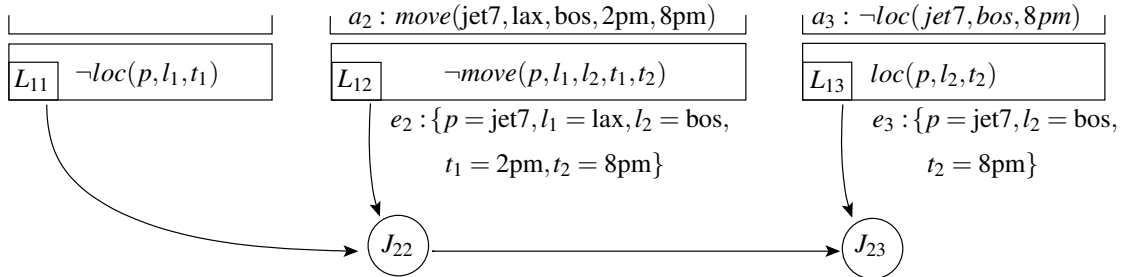 a₂ : move(jet7,lax,bos,2pm,8pm) a₃ : ¬loc(jet7,bos,8pm)
L₁₁ ¬loc(p,l₁,t₁) L₁₂ ¬move(p,l₁,l₂,t₁,t₂) L₁₃ loc(p,l₂,t₂)
e₂ :{p = jet7,l₁ = lax,l₂ = bos, e₃ :{p = jet7,l₂ = bos,
t₁ = 2pm,t₂ = 8pm} t₂ = 8pm}
J₂₂ J₂₃